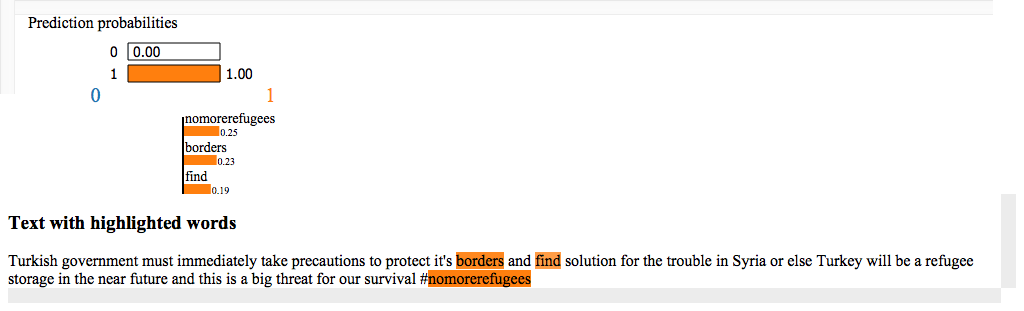 Prediction probabilities
0 0.00
1 1.00
0 1
nomorerefugees
0.25
borders
0.23
find
0.19
Text with highlighted words
Turkish government must immediately take precautions to protect it's borders and find solution for the trouble in Syria or else Turkey will be a refugee
storage in the near future and this is a big threat for our survival #nomorerefugees